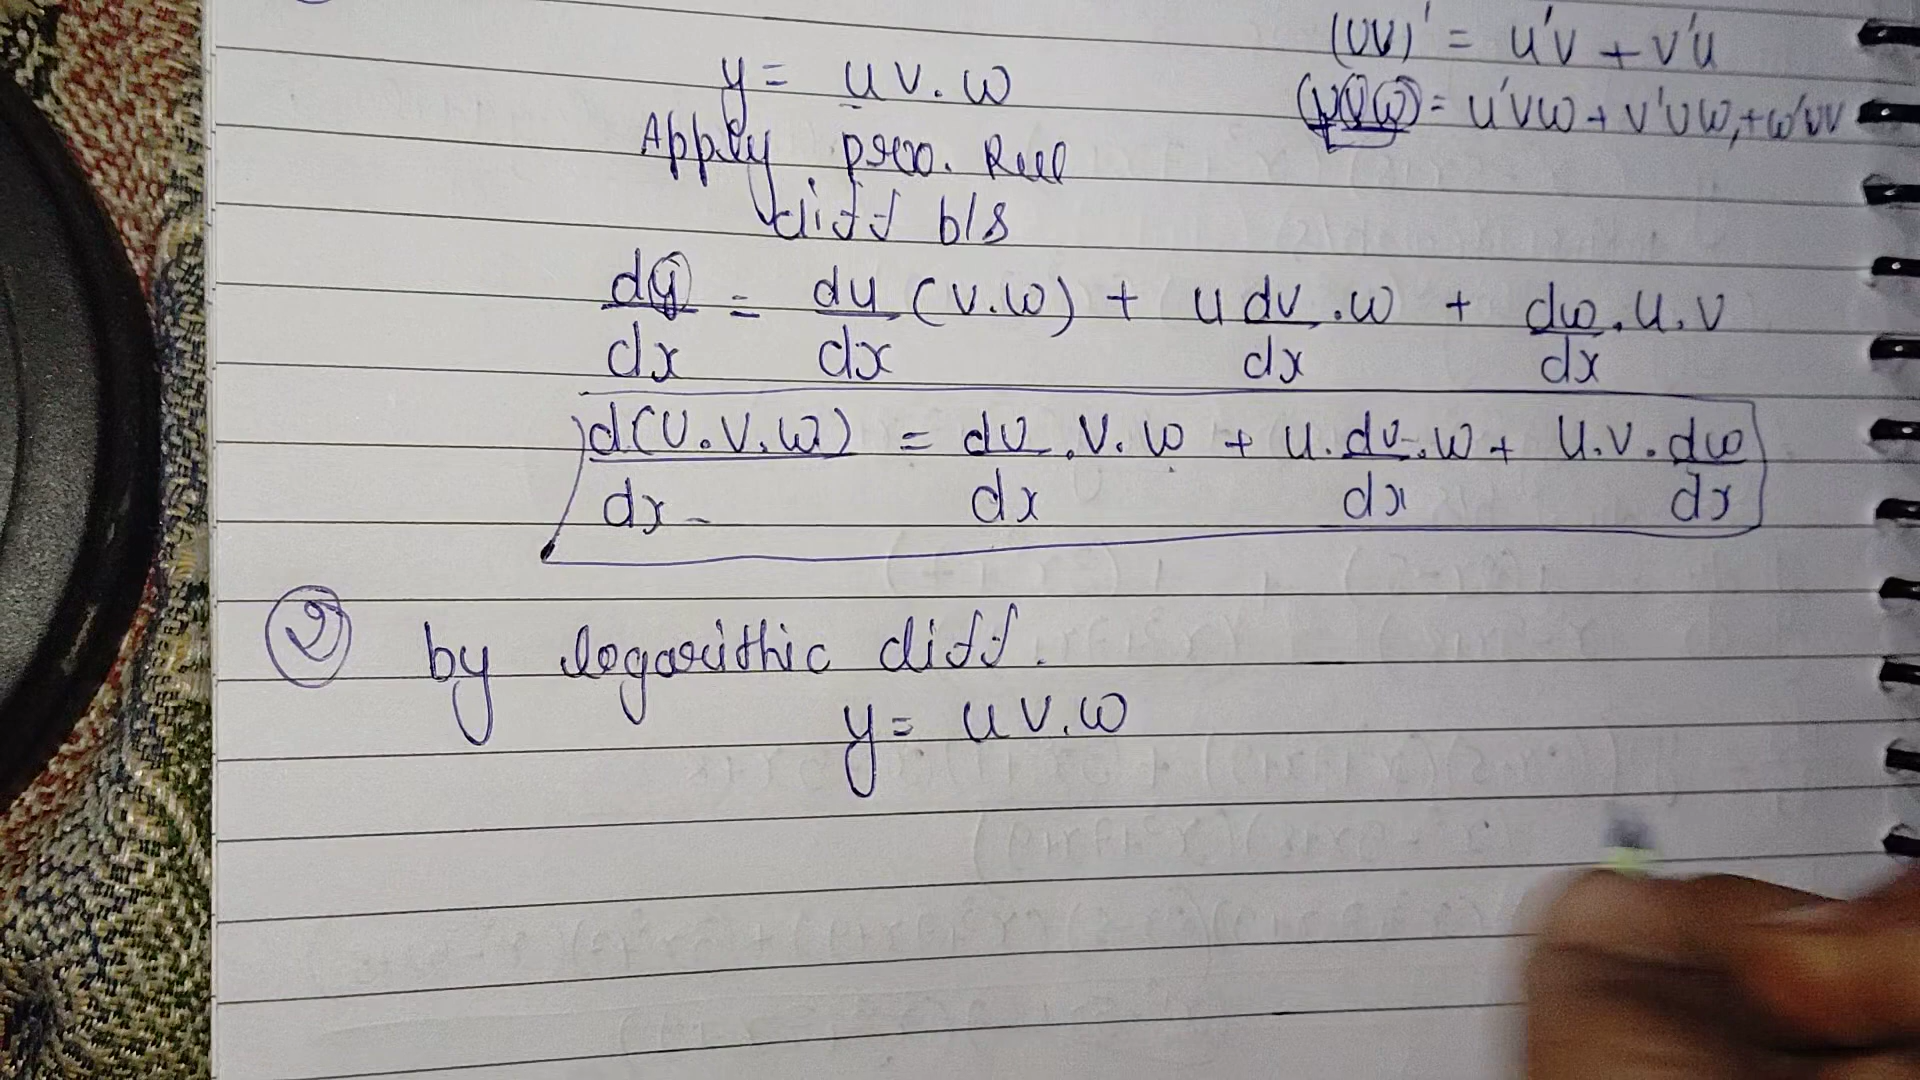 (UV)' = u'v + v'u
y = uv.w
(UVW) = u'vw + v'uw, + w'uv
Apply pro. Rule
diff b/s
dy/dx = du/dx (v.w) + u dv/dx .w + dw/dx .u.v
d(u.v.w)/dx = du/dx .v.w + u.dv/dx.w + u.v.dw/dx
2 by logarithic diff.
y = uv.w